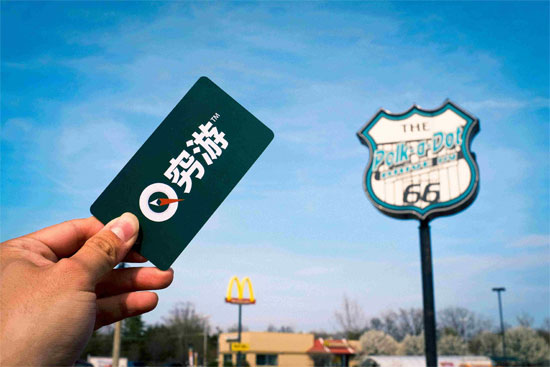 穷游™
THE
Polk-a-Dot
66